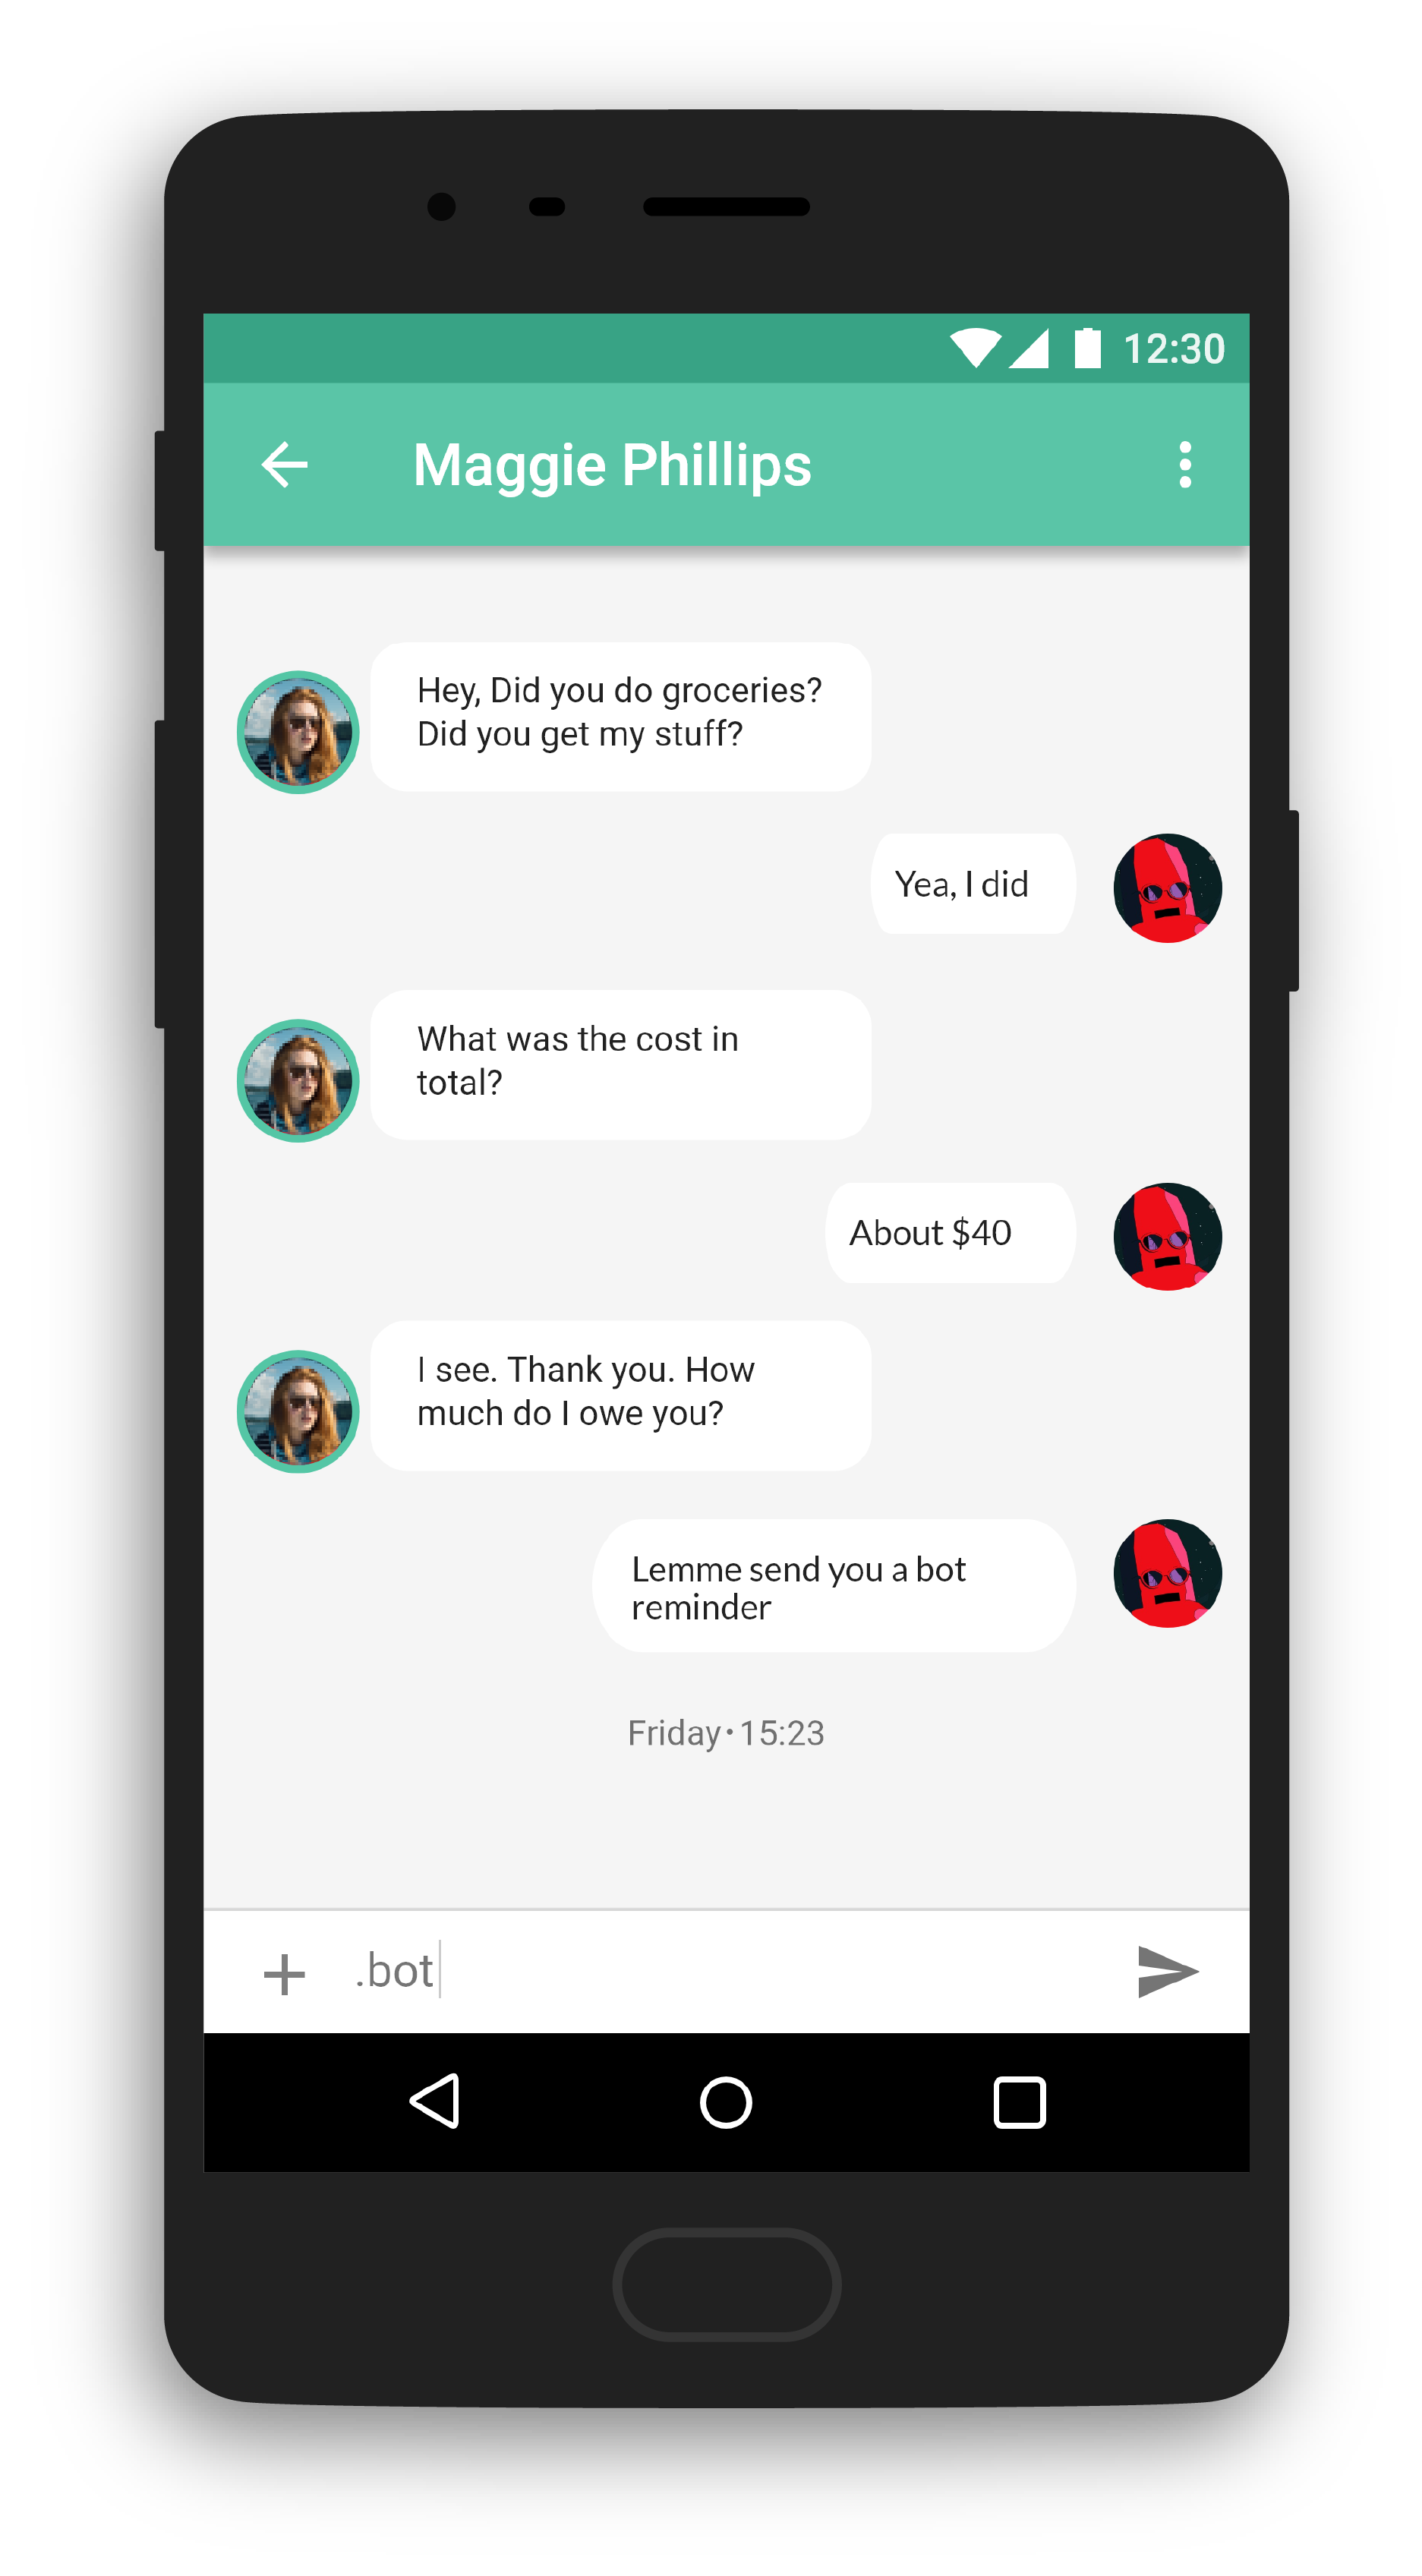 12:30
Maggie Phillips
Hey, Did you do groceries?
Did you get my stuff?
Yea, I did
What was the cost in
total?
About $40
I see. Thank you. How
much do I owe you?
Lemme send you a bot
reminder
Friday • 15:23
.bot